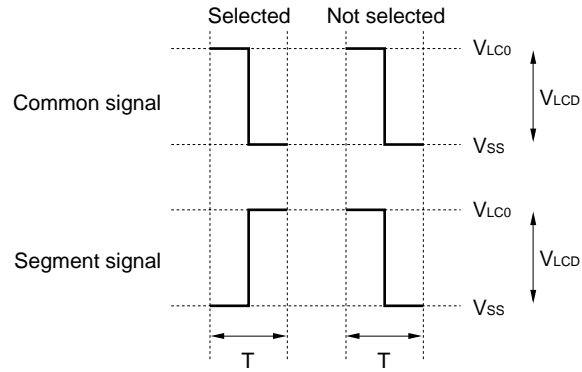 Selected Not selected
VLC0
Common signal
VLCD
VSS
VLC0
Segment signal
VLCD
VSS
T T